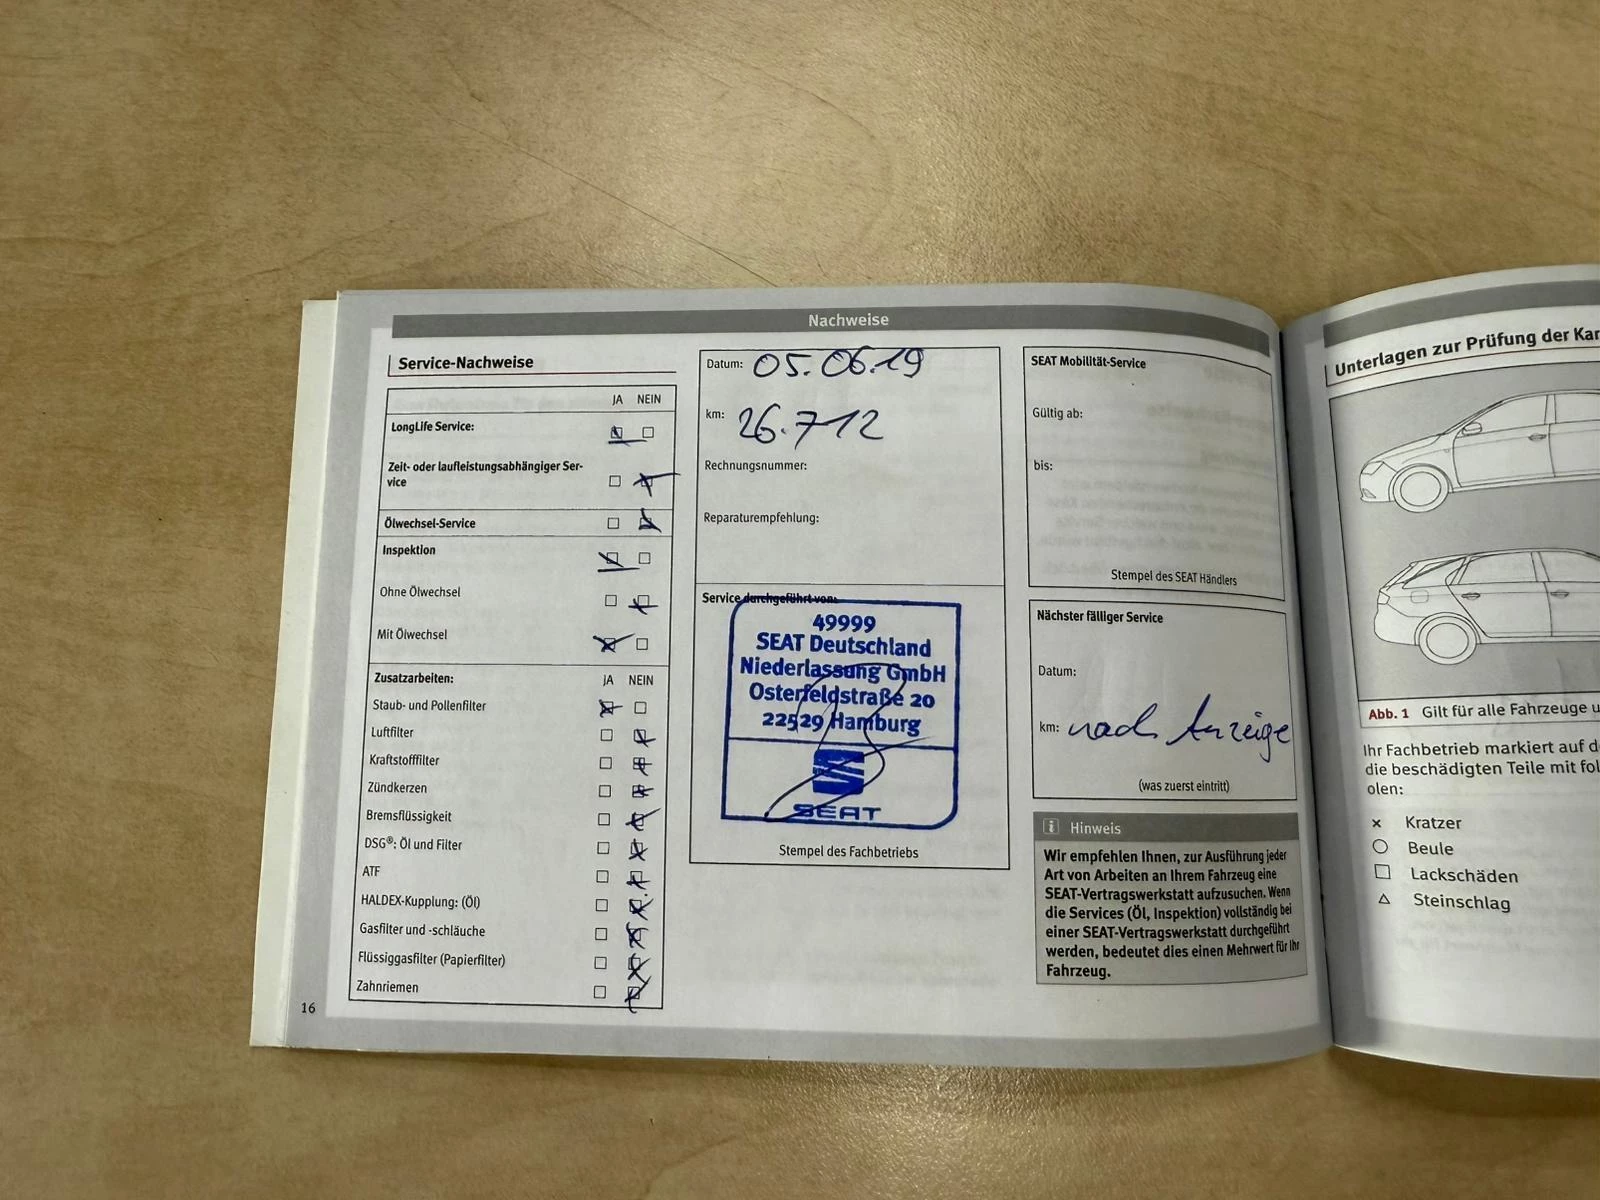 Nachweise
Service-Nachweise
JA NEIN
LongLife Service:
Zeit- oder laufleistungsabhängiger Ser-
vice
Ölwechsel-Service
Inspektion
Ohne Ölwechsel
Mit Ölwechsel
Zusatzarbeiten: JA NEIN
Staub- und Pollenfilter
Luftfilter
Kraftstofffilter
Zündkerzen
Bremsflüssigkeit
DSG®: Öl und Filter
ATF
HALDEX-Kupplung: (Öl)
Gasfilter und -schläuche
Flüssiggasfilter (Papierfilter)
Zahnriemen
16
Datum: 05.06.19
km: 26.712
Rechnungsnummer:
Reparaturempfehlung:
Service durchgeführt von:
49999
SEAT Deutschland
Niederlassung GmbH
Osterfeldstraße 20
22529 Hamburg
SEAT
Stempel des Fachbetriebs
SEAT Mobilität-Service
Gültig ab:
bis:
Stempel des SEAT Händlers
Nächster fälliger Service
Datum:
km: nach Anzeige
(was zuerst eintritt)
Hinweis
Wir empfehlen Ihnen, zur Ausführung jeder
Art von Arbeiten an Ihrem Fahrzeug eine
SEAT-Vertragswerkstatt aufzusuchen. Wenn
die Services (Öl, Inspektion) vollständig bei
einer SEAT-Vertragswerkstatt durchgeführt
werden, bedeutet dies einen Mehrwert für Ihr
Fahrzeug.
Unterlagen zur Prüfung der
Abb. 1 Gilt für alle Fahrzeuge
Ihr Fachbetrieb markiert auf
die beschädigten Teile mit
olen:
Kratzer
Beule
Lackschäden
Steinschlag